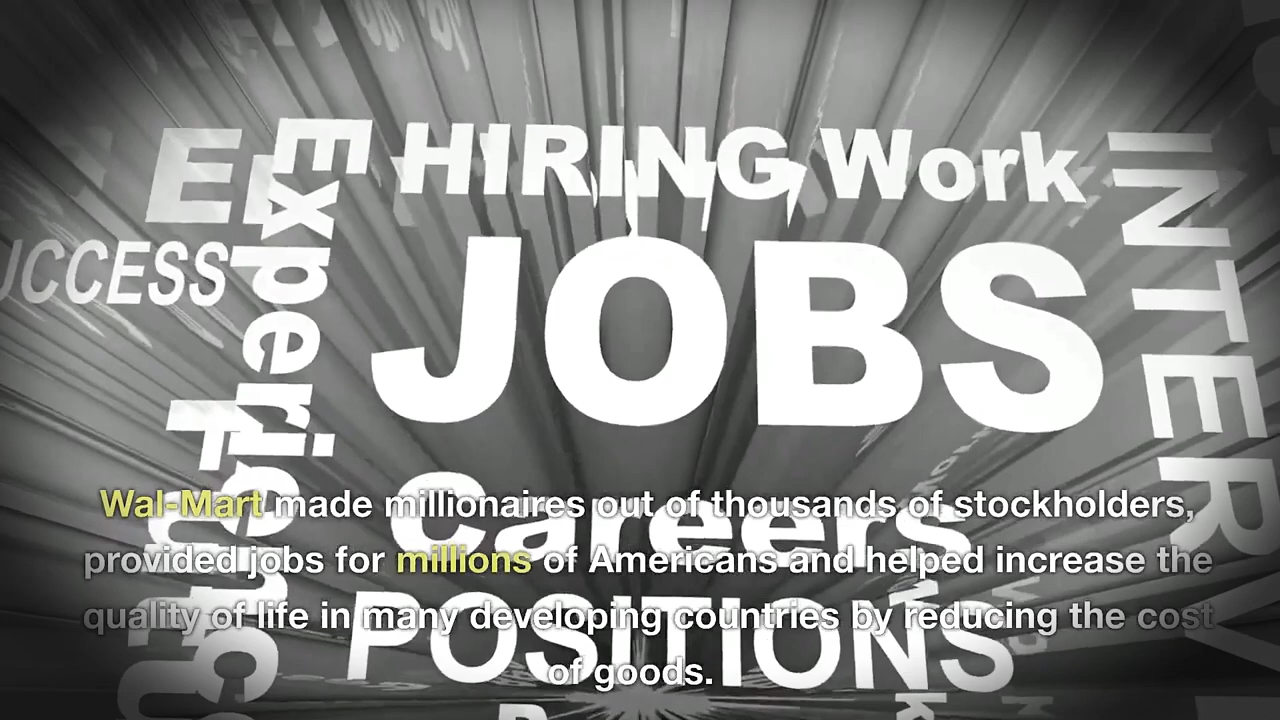 HIRING Work
E
Experienc
UCCESS
JOBS
INTERV
Careers
POSITIONS
Wal-Mart made millionaires out of thousands of stockholders,
provided jobs for millions of Americans and helped increase the
quality of life in many developing countries by reducing the cost
of goods.